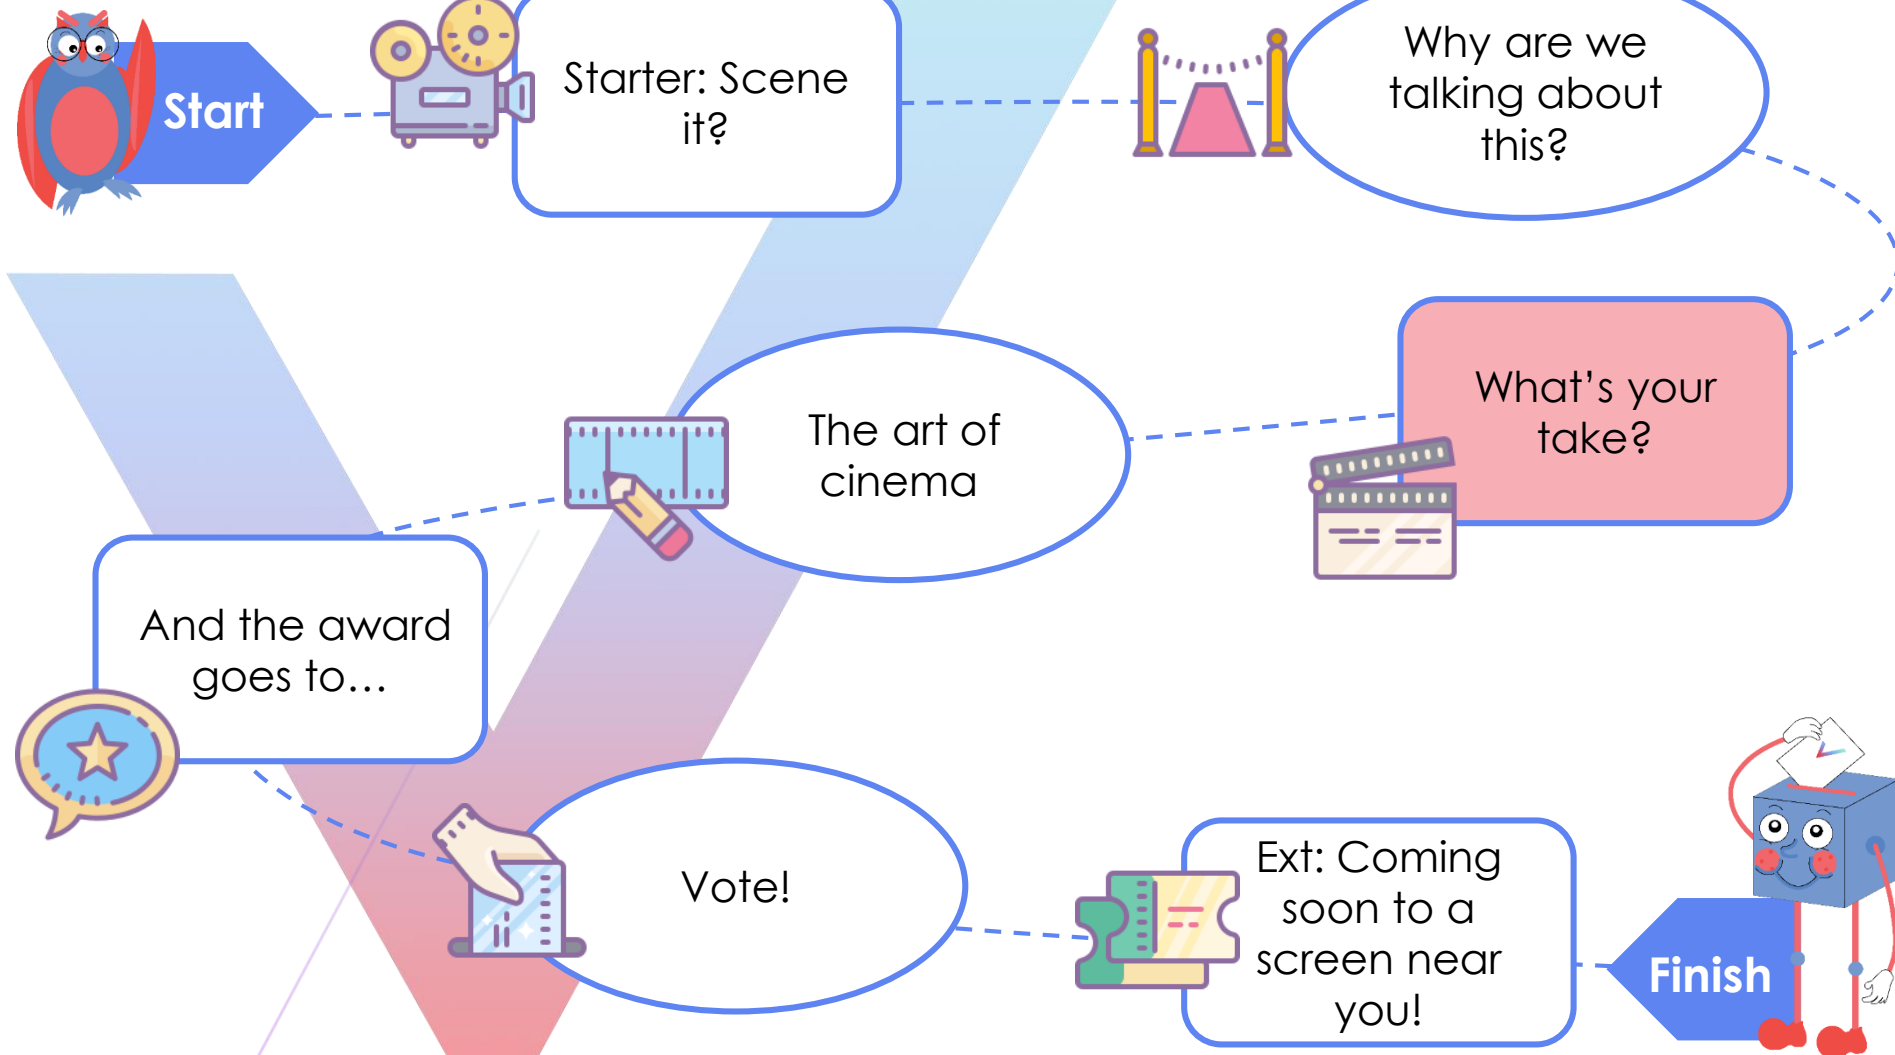 Start
Starter: Scene
it?
Why are we
talking about
this?
What’s your
take?
The art of
cinema
And the award
goes to...
Vote!
Ext: Coming
soon to a
screen near
you!
Finish